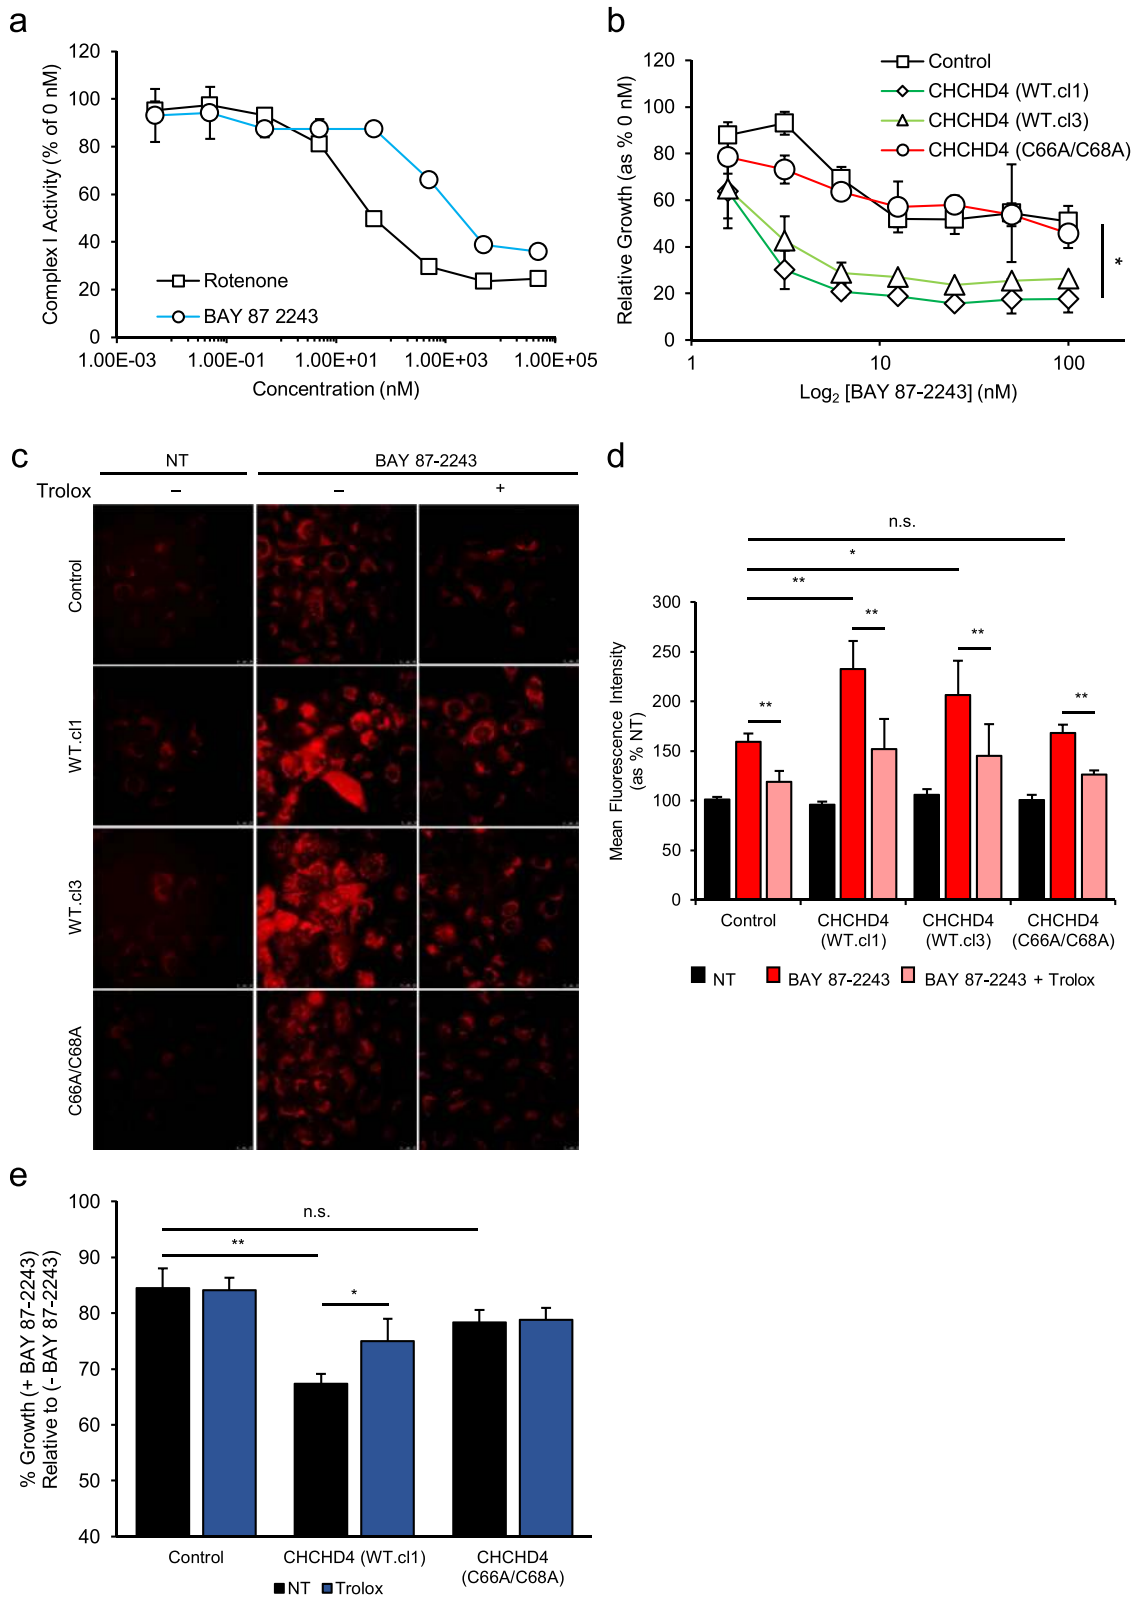 a
120
100
80
60
40
20
0
Complex I Activity (% of 0 nM)
Rotenone
BAY 87 2243
1.00E-03 1.00E-01 1.00E+01 1.00E+03 1.00E+05
Concentration (nM)
b
120
100
80
60
40
20
0
Relative Growth (as % 0 nM)
Control
CHCHD4 (WT.cl1)
CHCHD4 (WT.cl3)
CHCHD4 (C66A/C68A)
*
1 10 100
Log₂ [BAY 87-2243] (nM)
c
NT BAY 87-2243
Trolox – – +
Control
WT.cl1
WT.cl3
C66A/C68A
d
n.s.
*
**
**
**
**
**
300
250
200
150
100
50
0
Mean Fluorescence Intensity
(as % NT)
Control CHCHD4 CHCHD4 CHCHD4
(WT.cl1) (WT.cl3) (C66A/C68A)
NT BAY 87-2243 BAY 87-2243 + Trolox
e
100
90
80
70
60
50
40
% Growth (+ BAY 87-2243)
Relative to (- BAY 87-2243)
n.s.
**
*
Control CHCHD4 (WT.cl1) CHCHD4
(C66A/C68A)
NT Trolox